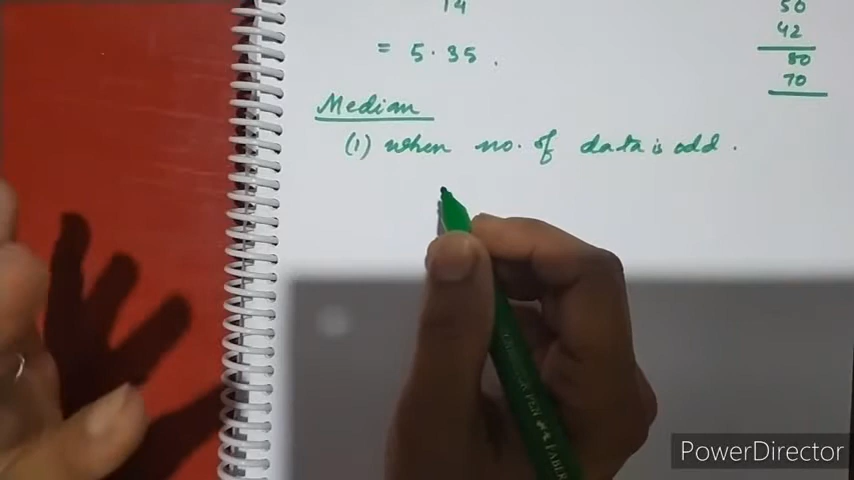 14
= 5.35.
50
42
80
70
Median
(1) when no. of data is odd.
PowerDirector